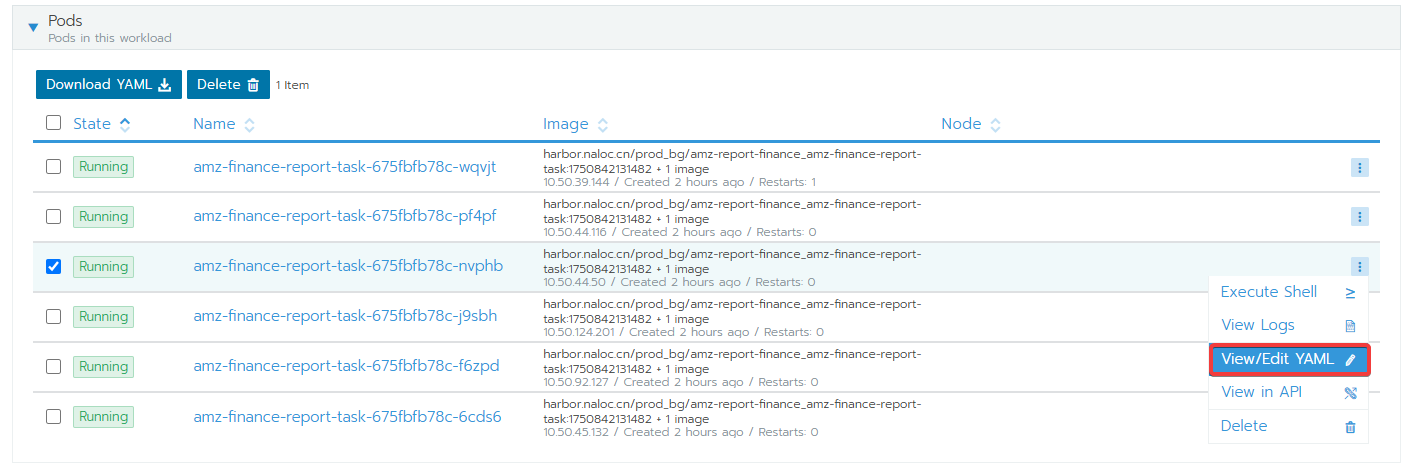 Pods
Pods in this workload
Download YAML
Delete
1 Item
State
Name
Image
Node
Running
amz-finance-report-task-675fbfb78c-wqvjt
harbor.naloc.cn/prod_bg/amz-report-finance_amz-finance-report-
task:1750842131482 + 1 image
10.50.39.144 / Created 2 hours ago / Restarts: 1
Running
amz-finance-report-task-675fbfb78c-pf4pf
harbor.naloc.cn/prod_bg/amz-report-finance_amz-finance-report-
task:1750842131482 + 1 image
10.50.44.116 / Created 2 hours ago / Restarts: 0
Running
amz-finance-report-task-675fbfb78c-nvphb
harbor.naloc.cn/prod_bg/amz-report-finance_amz-finance-report-
task:1750842131482 + 1 image
10.50.44.50 / Created 2 hours ago / Restarts: 0
Running
amz-finance-report-task-675fbfb78c-j9sbh
harbor.naloc.cn/prod_bg/amz-report-finance_amz-finance-report-
task:1750842131482 + 1 image
10.50.124.201 / Created 2 hours ago / Restarts: 0
Running
amz-finance-report-task-675fbfb78c-f6zpd
harbor.naloc.cn/prod_bg/amz-report-finance_amz-finance-report-
task:1750842131482 + 1 image
10.50.92.127 / Created 2 hours ago / Restarts: 0
Running
amz-finance-report-task-675fbfb78c-6cds6
harbor.naloc.cn/prod_bg/amz-report-finance_amz-finance-report-
task:1750842131482 + 1 image
10.50.45.132 / Created 2 hours ago / Restarts: 0
Execute Shell
View Logs
View/Edit YAML
View in API
Delete